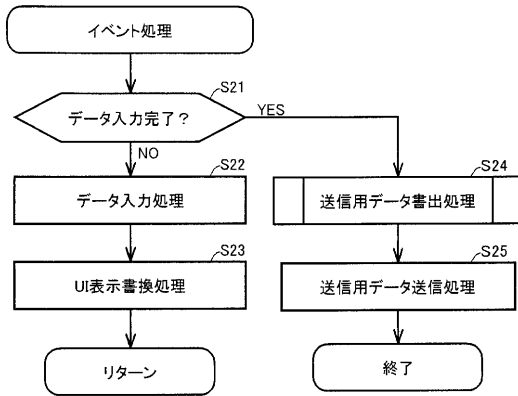 イベント処理
S21
データ入力完了？
YES
NO
S22
データ入力処理
S24
送信用データ書出処理
S23
UI表示書換処理
S25
送信用データ送信処理
リターン
終了